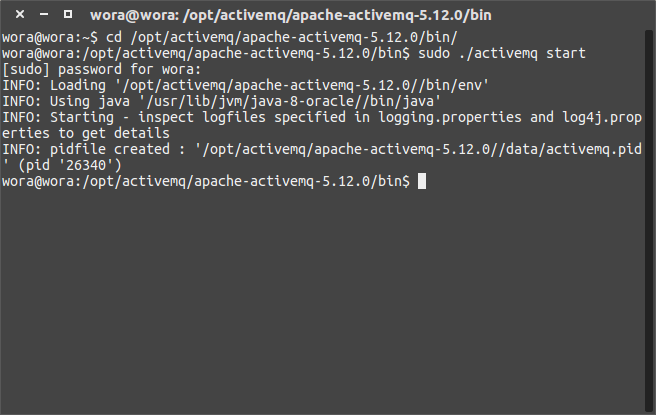 wora@wora: /opt/activemq/apache-activemq-5.12.0/bin
wora@wora:~$ cd /opt/activemq/apache-activemq-5.12.0/bin/
wora@wora:/opt/activemq/apache-activemq-5.12.0/bin$ sudo ./activemq start
[sudo] password for wora:
INFO: Loading '/opt/activemq/apache-activemq-5.12.0//bin/env'
INFO: Using java '/usr/lib/jvm/java-8-oracle//bin/java'
INFO: Starting - inspect logfiles specified in logging.properties and log4j.prop
erties to get details
INFO: pidfile created : '/opt/activemq/apache-activemq-5.12.0//data/activemq.pid
' (pid '26340')
wora@wora:/opt/activemq/apache-activemq-5.12.0/bin$